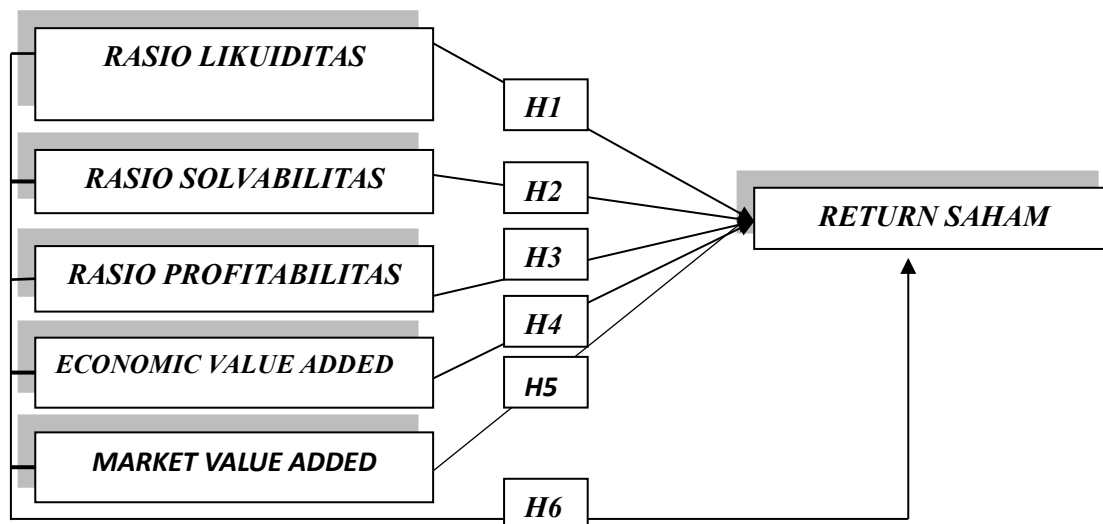 RASIO LIKUIDITAS
H1
RASIO SOLVABILITAS
H2
RETURN SAHAM
RASIO PROFITABILITAS
H3
H4
ECONOMIC VALUE ADDED
H5
MARKET VALUE ADDED
H6